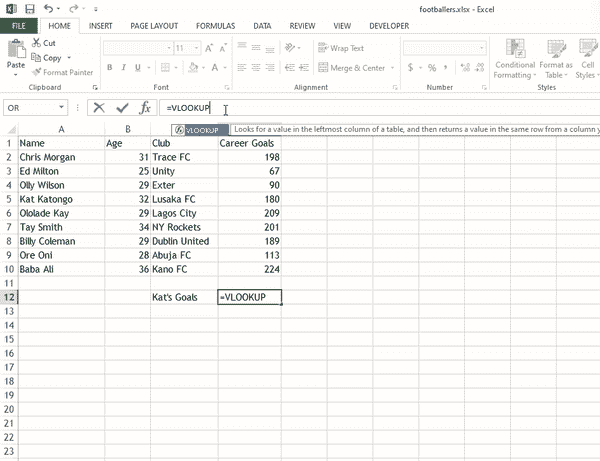 footballers.xlsx - Excel
FILE HOME INSERT PAGE LAYOUT FORMULAS DATA REVIEW VIEW DEVELOPER
Paste
Cut
Copy
Format Painter
Clipboard
11
B I U
Font
Wrap Text
Merge & Center
Alignment
$ % ,
Number
Conditional Formatting
Format as Table
Cell Styles
Styles
OR =VLOOKUP
VLOOKUP Looks for a value in the leftmost column of a table, and then returns a value in the same row from a column y
A B C D E F G H I
1 Name Age Club Career Goals
2 Chris Morgan 31 Trace FC 198
3 Ed Milton 25 Unity 67
4 Olly Wilson 29 Exter 90
5 Kat Katongo 32 Lusaka FC 180
6 Ololade Kay 29 Lagos City 209
7 Tay Smith 34 NY Rockets 201
8 Billy Coleman 29 Dublin United 189
9 Ore Oni 28 Abuja FC 113
10 Baba Ali 36 Kano FC 224
11
12 Kat's Goals =VLOOKUP
13
14
15
16
17
18
19
20
21
22
23